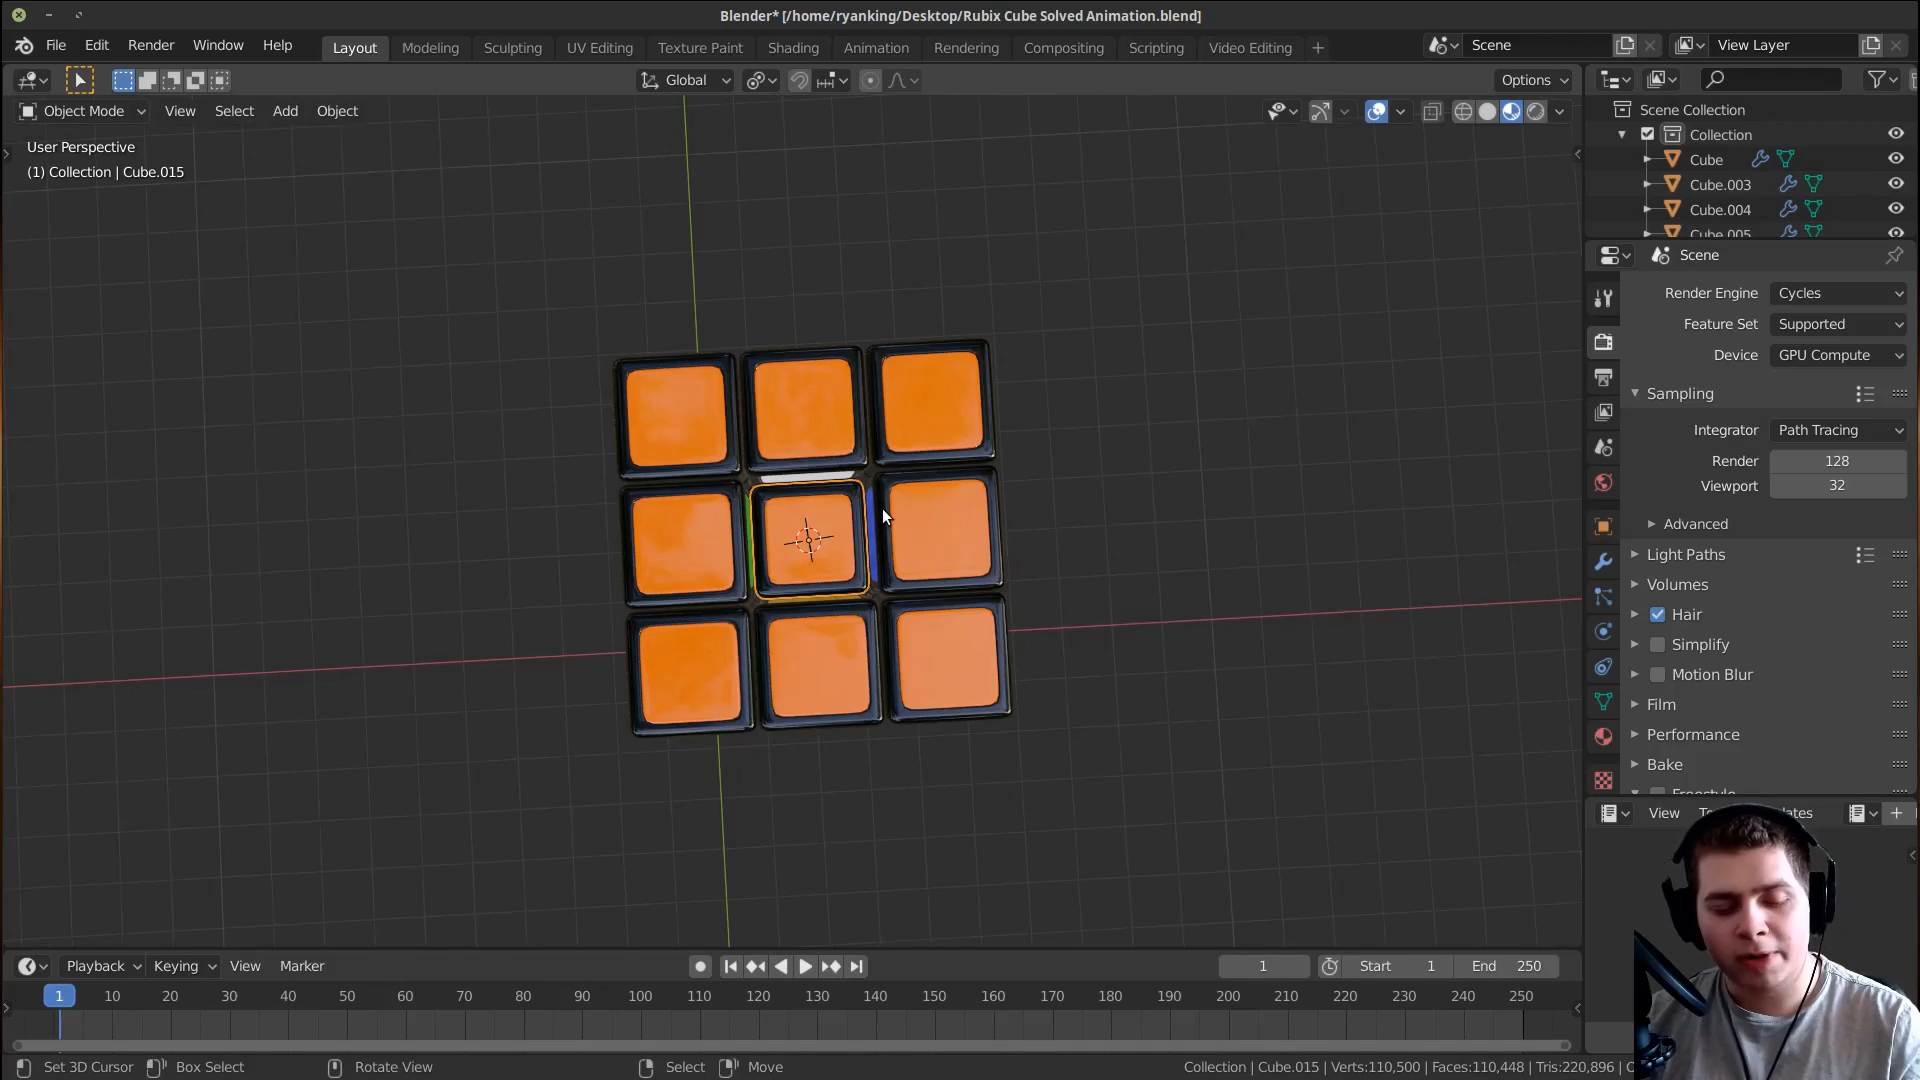 Blender* [/home/ryanking/Desktop/Rubix Cube Solved Animation.blend]
File Edit Render Window Help Layout Modeling Sculpting UV Editing Texture Paint Shading Animation Rendering Compositing Scripting Video Editing Scene View Layer
Global Options
Object Mode View Select Add Object
User Perspective
(1) Collection | Cube.015
Scene Collection
Collection
Cube
Cube.003
Cube.004
Cube.005
Scene
Render Engine Cycles
Feature Set Supported
Device GPU Compute
Sampling
Integrator Path Tracing
Render 128
Viewport 32
Advanced
Light Paths
Volumes
Hair
Simplify
Motion Blur
Film
Performance
Bake
Freestyle
View
Playback Keying View Marker 1 Start 1 End 250
1 10 20 30 40 50 60 70 80 90 100 110 120 130 140 150 160 170 180 190 200 210 220 230 240 250
Set 3D Cursor Box Select Rotate View Select Move Collection | Cube.015 | Verts:110,500 | Faces:110,448 | Tris:220,896 |